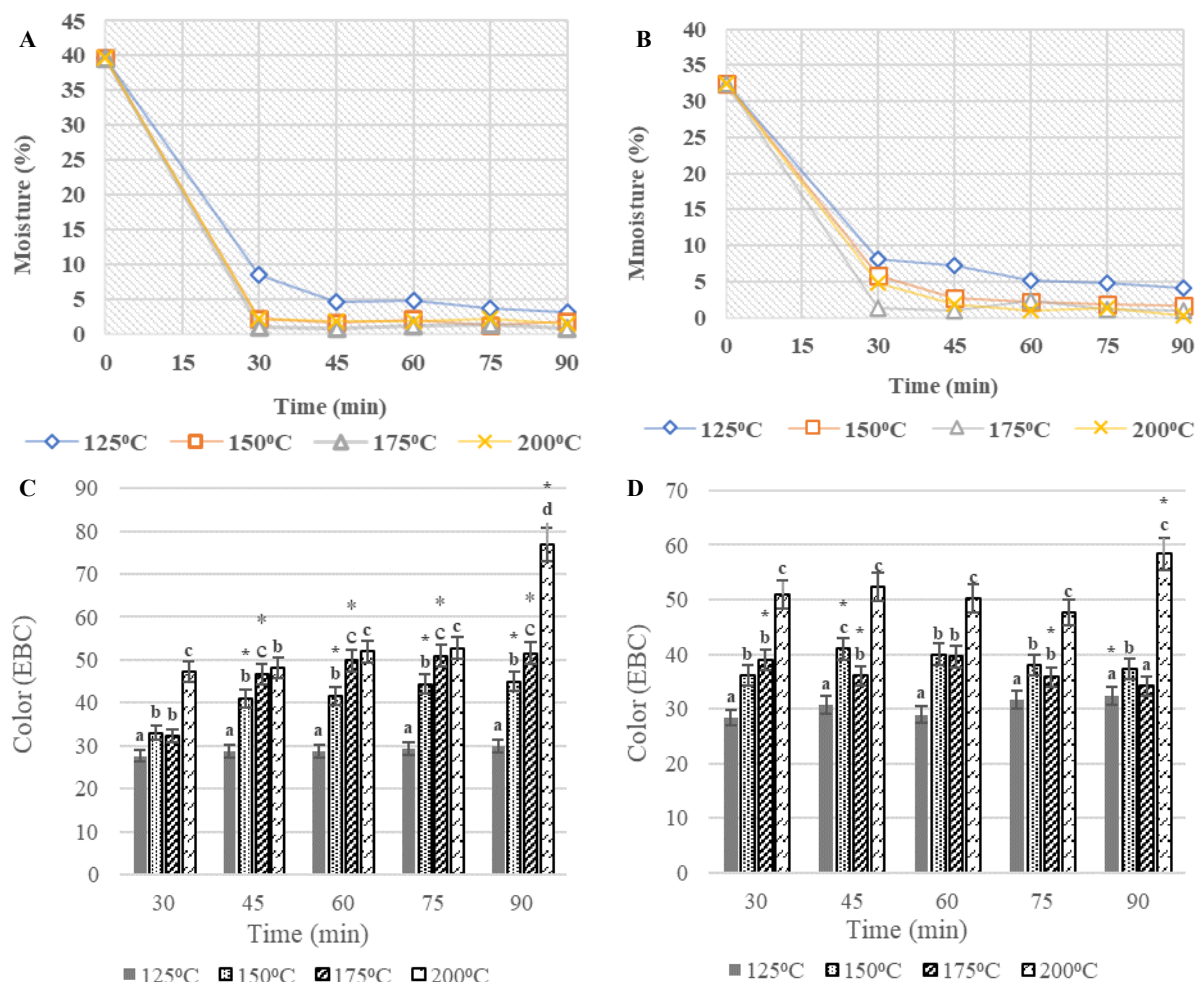 A
Moisture (%)
45
40
35
30
25
20
15
10
5
0
0 15 30 45 60 75 90
Time (min)
125⁰C 150⁰C 175⁰C 200⁰C
B
Mmoisture (%)
40
35
30
25
20
15
10
5
0
0 15 30 45 60 75 90
Time (min)
125⁰C 150⁰C 175⁰C 200⁰C
C
Color (EBC)
90
80
70
60
50
40
30
20
10
0
a b b c
a * b * C b
a * b * C c
a * b * C c
a * b * C * d
30 45 60 75 90
Time (min)
125⁰C 150⁰C 175⁰C 200⁰C
D
Color (EBC)
70
60
50
40
30
20
10
0
a b * b c
a * c * b c
a b b c
a b * b c
* a b a * c
30 45 60 75 90
Time (min)
125⁰C 150⁰C 175⁰C 200⁰C